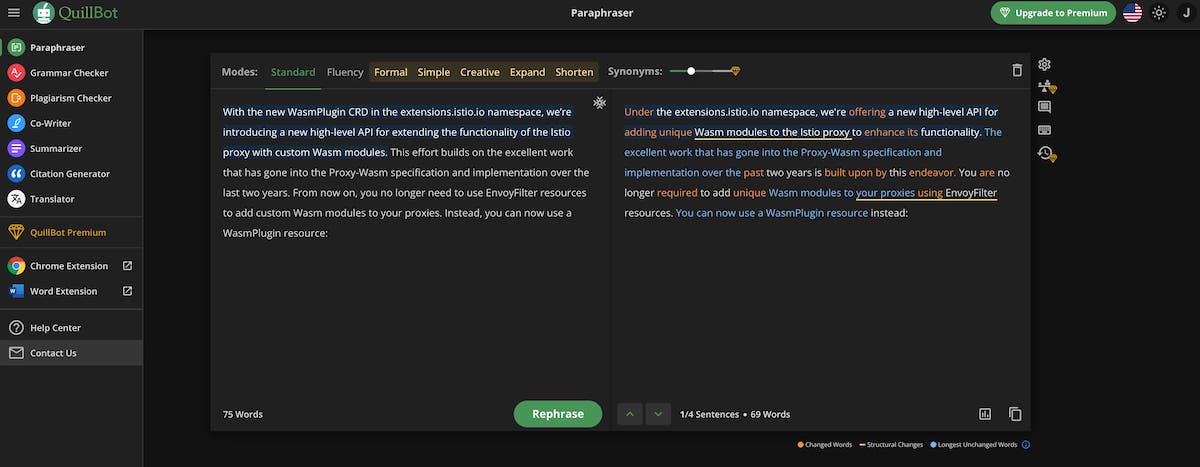 QuillBot
Paraphraser
Upgrade to Premium
J
Paraphraser
Grammar Checker
Plagiarism Checker
Co-Writer
Summarizer
Citation Generator
Translator
QuillBot Premium
Chrome Extension
Word Extension
Help Center
Contact Us
Modes: Standard Fluency Formal Simple Creative Expand Shorten Synonyms:
With the new WasmPlugin CRD in the extensions.istio.io namespace, we're
introducing a new high-level API for extending the functionality of the Istio
proxy with custom Wasm modules. This effort builds on the excellent work
that has gone into the Proxy-Wasm specification and implementation over the
last two years. From now on, you no longer need to use EnvoyFilter resources
to add custom Wasm modules to your proxies. Instead, you can now use a
WasmPlugin resource:
75 Words
Rephrase
Under the extensions.istio.io namespace, we're offering a new high-level API for
adding unique Wasm modules to the Istio proxy to enhance its functionality. The
excellent work that has gone into the Proxy-Wasm specification and
implementation over the past two years is built upon by this endeavor. You are no
longer required to add unique Wasm modules to your proxies using EnvoyFilter
resources. You can now use a WasmPlugin resource instead:
1/4 Sentences • 69 Words
Changed Words Structural Changes Longest Unchanged Words